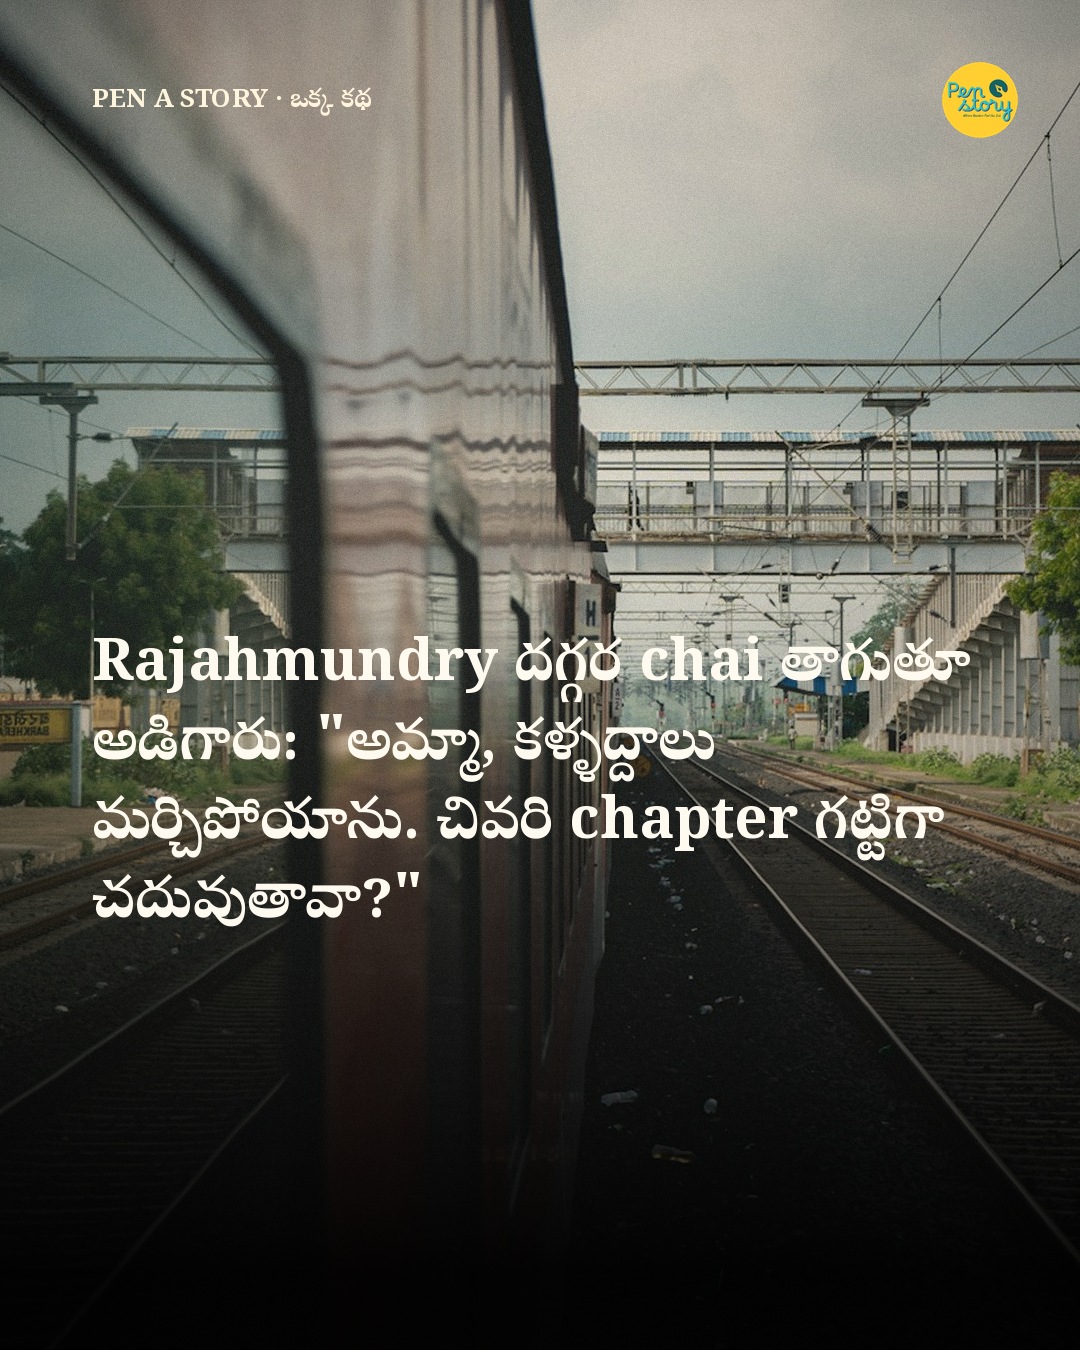 PEN A STORY · ఒక్క కథ
Pen
story
Rajahmundry దగ్గర chai తాగుతూ
అడిగారు: "అమ్మా, కళ్ళద్దాలు
మర్చిపోయాను. చివరి chapter గట్టిగా
చదువుతావా?"
H